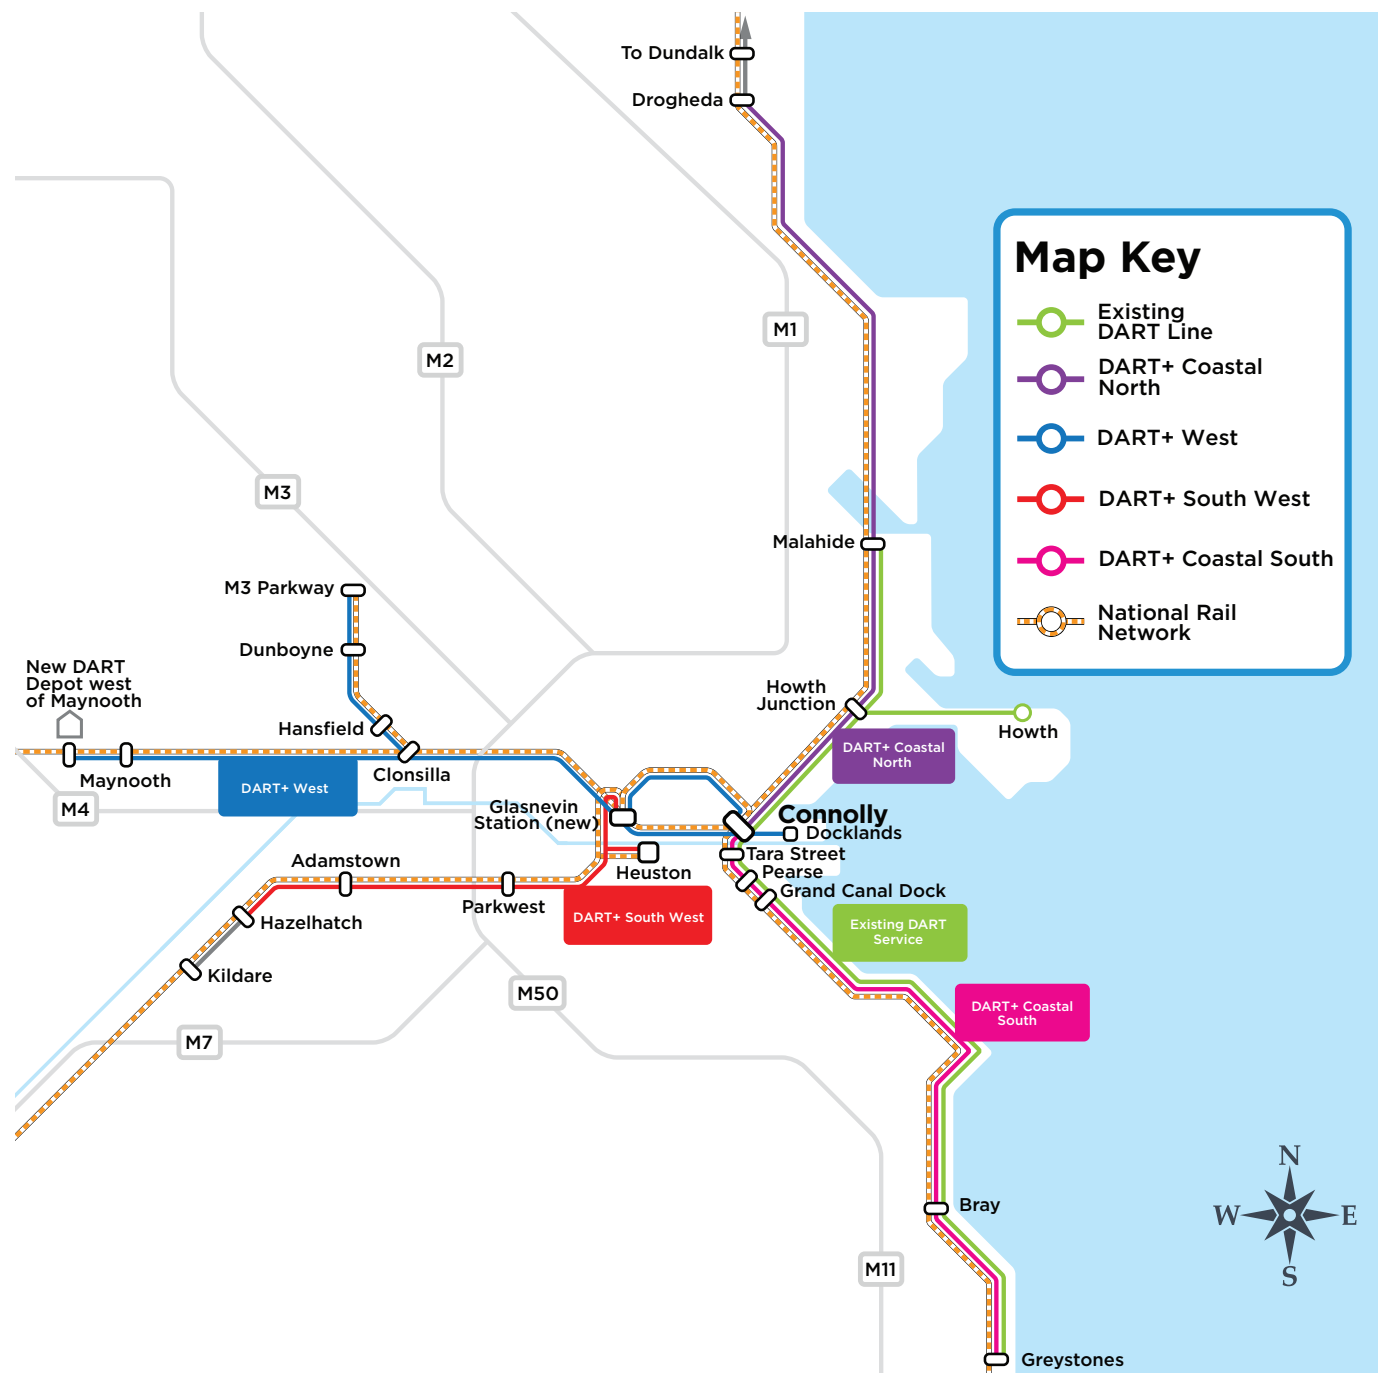 To Dundalk
Drogheda
Map Key
Existing
DART Line
DART+ Coastal
North
DART+ West
DART+ South West
DART+ Coastal South
National Rail
Network
M1
M2
M3
Malahide
M3 Parkway
Dunboyne
New DART
Depot west
of Maynooth
Hansfield
Howth
Junction
Howth
DART+ Coastal
North
Maynooth
Clonsilla
DART+ West
M4
Glasnevin
Station (new)
Connolly
Docklands
Tara Street
Pearse
Grand Canal Dock
Heuston
Adamstown
Parkwest
DART+ South West
Existing DART
Service
Hazelhatch
Kildare
M50
DART+ Coastal
South
M7
Bray
M11
Greystones
N
W
E
S